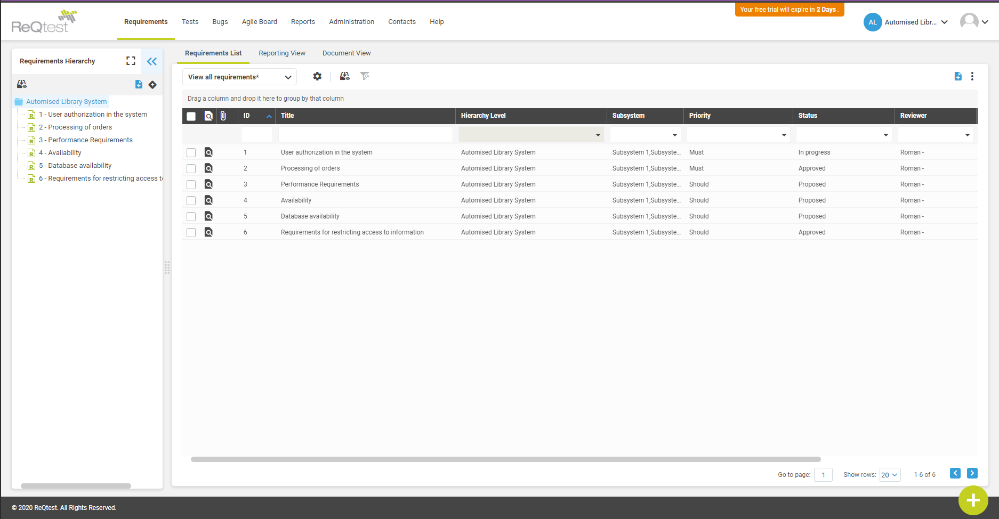 Your free trial will expire in 2 Days .
ReQtest
Requirements Tests Bugs Agile Board Reports Administration Contacts Help
AL Automised Libr...
Requirements Hierarchy
Automised Library System
1 - User authorization in the system
2 - Processing of orders
3 - Performance Requirements
4 - Availability
5 - Database availability
6 - Requirements for restricting access to
Requirements List Reporting View Document View
View all requirements*
Drag a column and drop it here to group by that column
ID Title Hierarchy Level Subsystem Priority Status Reviewer
1 User authorization in the system Automised Library System Subsystem 1,Subsyste... Must In progress Roman -
2 Processing of orders Automised Library System Subsystem 1,Subsyste... Must Approved Roman -
3 Performance Requirements Automised Library System Subsystem 1,Subsyste... Should Proposed Roman -
4 Availability Automised Library System Subsystem 1,Subsyste... Should Proposed Roman -
5 Database availability Automised Library System Subsystem 1,Subsyste... Should Proposed Roman -
6 Requirements for restricting access to information Automised Library System Subsystem 1,Subsyste... Should Approved Roman -
Go to page: 1 Show rows: 20 1-6 of 6
© 2020 ReQtest. All Rights Reserved.